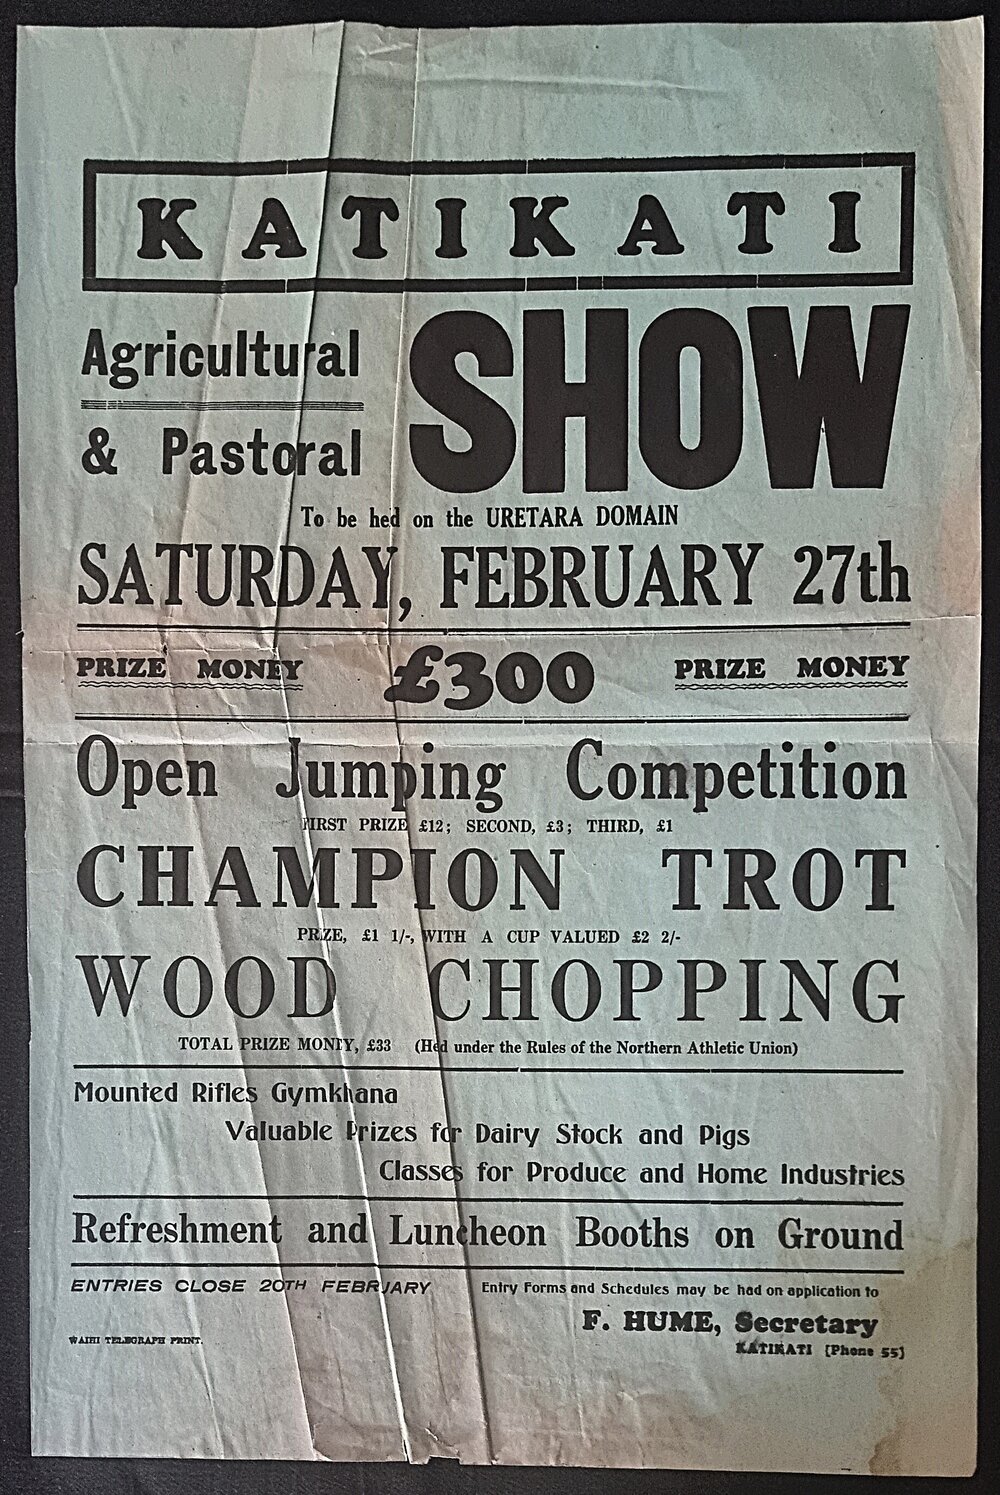 KATIKATI
Agricultural
& Pastoral
SHOW
To be hed on the URETARA DOMAIN
SATURDAY, FEBRUARY 27th
PRIZE MONEY £300 PRIZE MONEY
Open Jumping Competition
FIRST PRIZE £12; SECOND, £3; THIRD, £1
CHAMPION TROT
PRIZE, £1 1/-, WITH A CUP VALUED £2 2/-
WOOD CHOPPING
TOTAL PRIZE MONEY, £33 (Hed under the Rules of the Northern Athletic Union)
Mounted Rifles Gymkhana
Valuable Prizes for Dairy Stock and Pigs
Classes for Produce and Home Industries
Refreshment and Luncheon Booths on Ground
ENTRIES CLOSE 20TH FEBRUARY Entry Forms and Schedules may be had on application to
F. HUME, Secretary
WAIHI TELEGRAPH PRINT. KATIKATI [Phone 55]